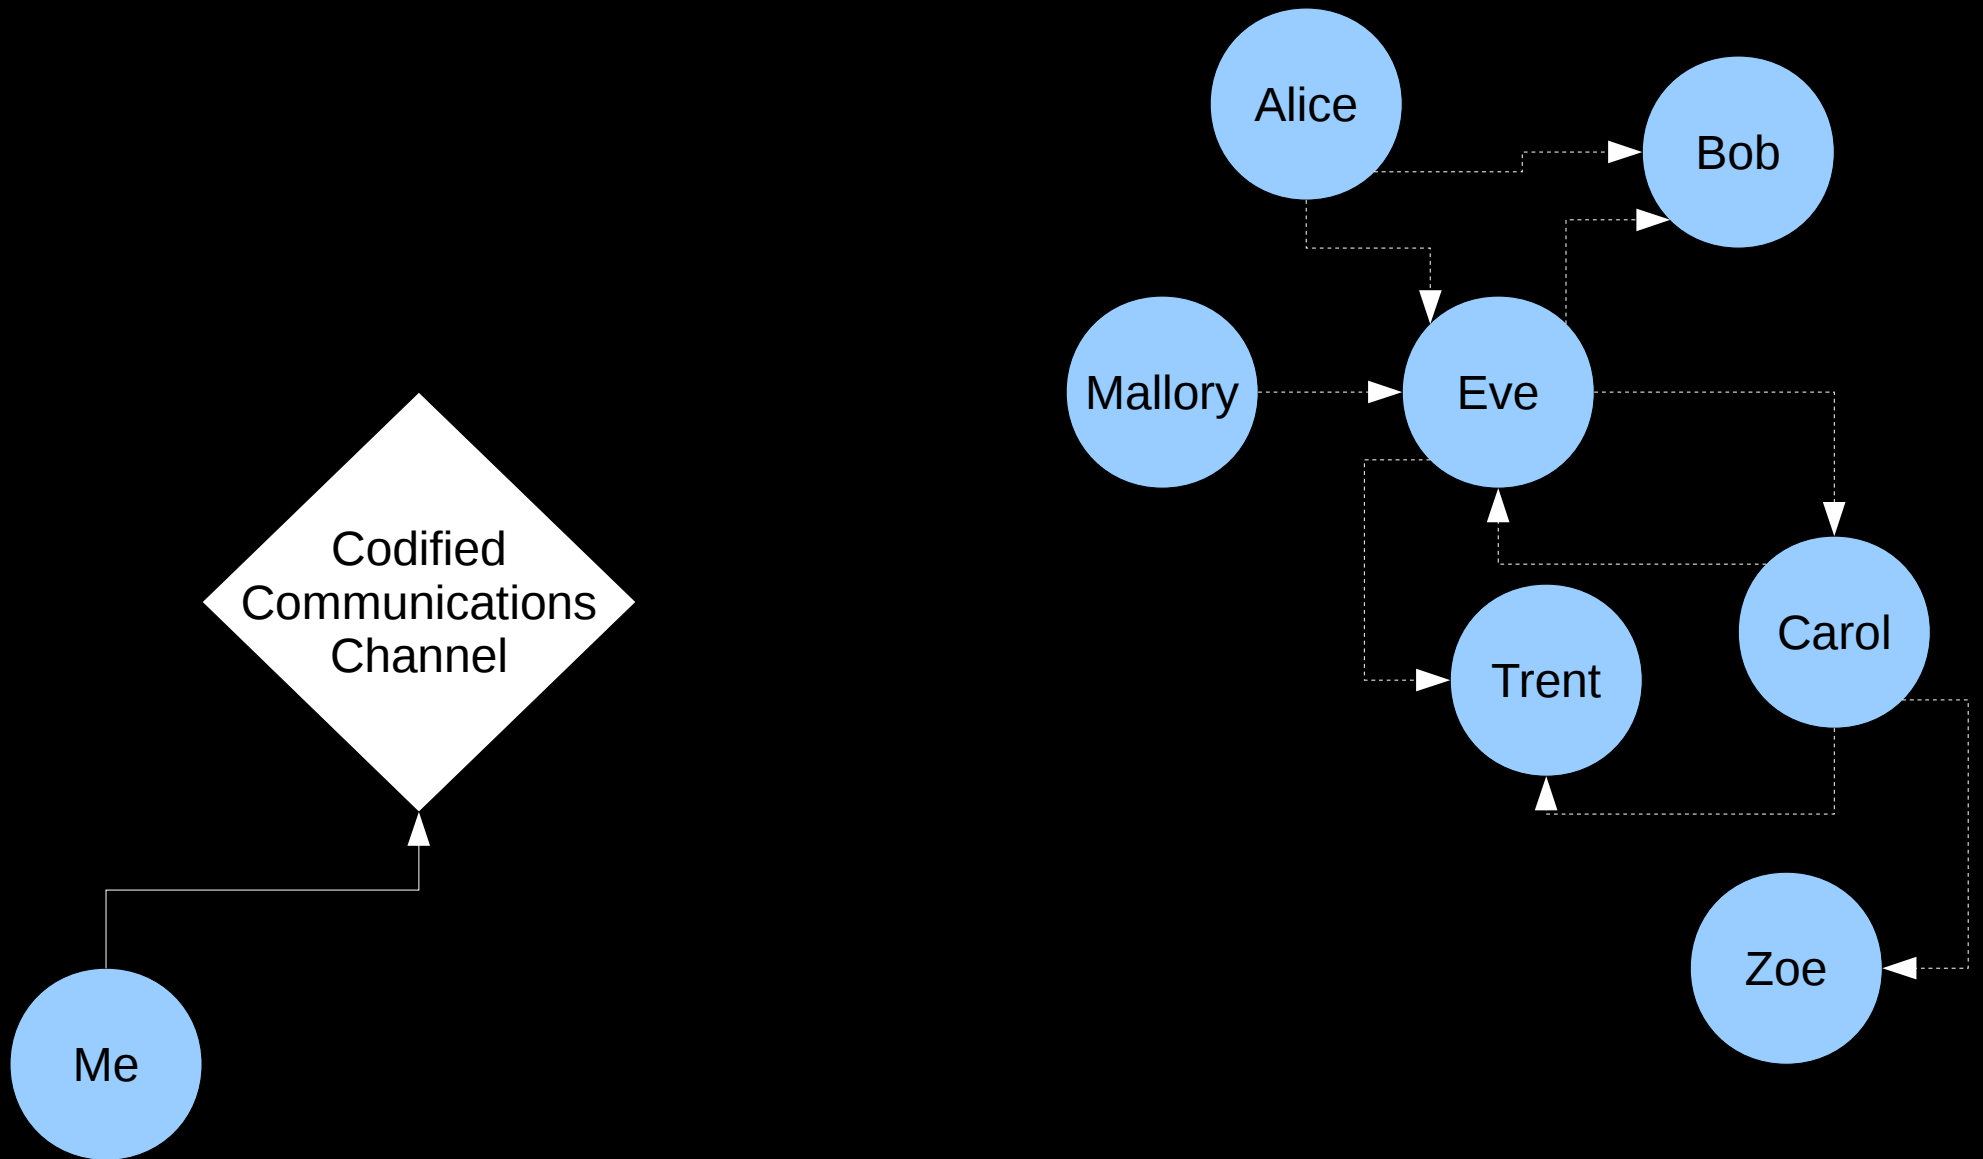 Alice
Bob
Mallory
Eve
Codified
Communications
Channel
Carol
Trent
Zoe
Me